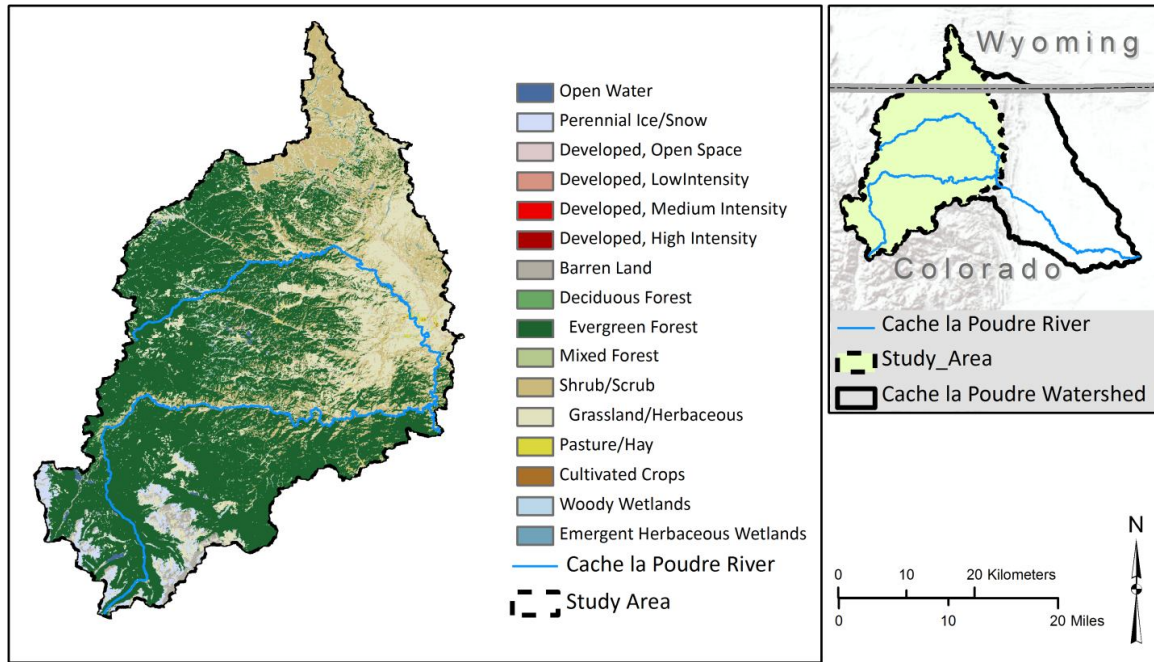 Open Water
Perennial Ice/Snow
Developed, Open Space
Developed, LowIntensity
Developed, Medium Intensity
Developed, High Intensity
Barren Land
Deciduous Forest
Evergreen Forest
Mixed Forest
Shrub/Scrub
Grassland/Herbaceous
Pasture/Hay
Cultivated Crops
Woody Wetlands
Emergent Herbaceous Wetlands
Cache la Poudre River
Study Area
Wyoming
Colorado
Cache la Poudre River
Study_Area
Cache la Poudre Watershed
N
0 10 20 Kilometers
0 10 20 Miles